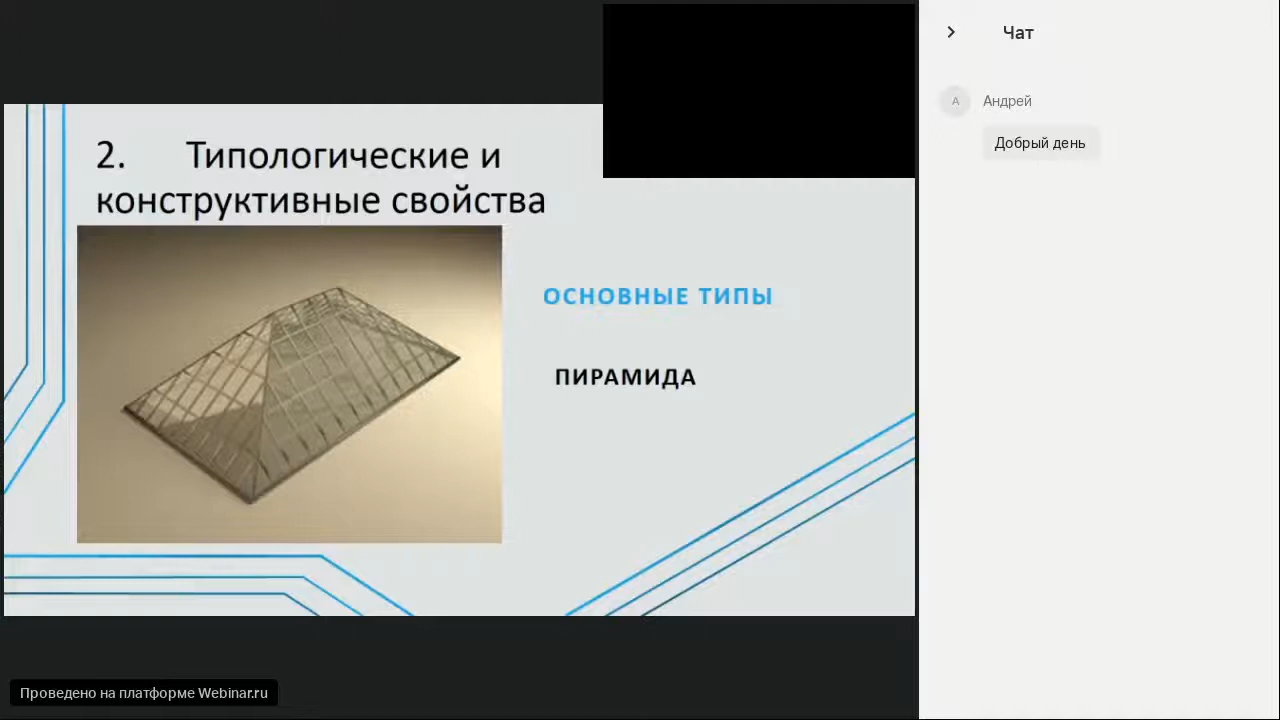 2. Типологические и
конструктивные свойства
ОСНОВНЫЕ ТИПЫ
ПИРАМИДА
Проведено на платформе Webinar.ru
Чат
А
Андрей
Добрый день